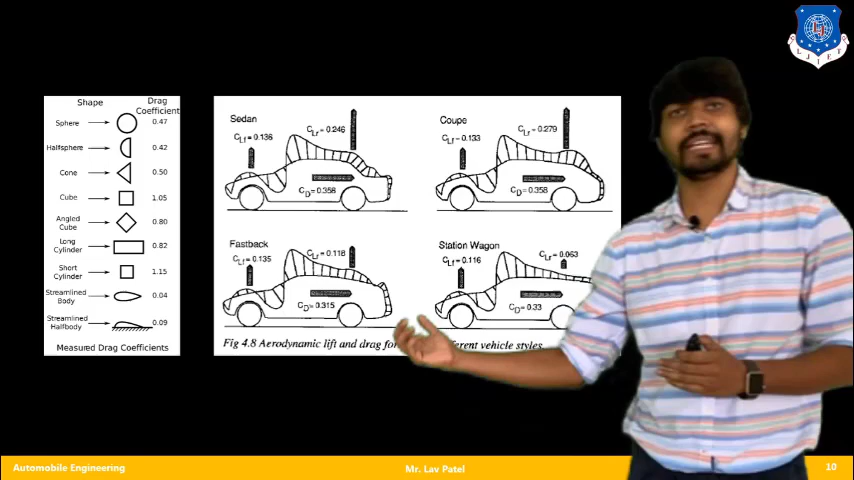 Shape
Drag
Coefficient
Sphere
0.47
Halfsphere
0.42
Cone
0.50
Cube
1.05
Angled
Cube
0.80
Long
Cylinder
0.82
Short
Cylinder
1.15
Streamlined
Body
0.04
Streamlined
Halfbody
0.09
Measured Drag Coefficients
Sedan
CLf = 0.136
CLr = 0.246
CD = 0.358
Coupe
CLf = 0.133
CLr = 0.279
CD = 0.358
Fastback
CLf = 0.135
CLr = 0.118
CD = 0.315
Station Wagon
CLf = 0.116
CLr = 0.063
CD = 0.33
Fig 4.8 Aerodynamic lift and drag for
vehicle styles
LJIET
Automobile Engineering
Mr. Lav Patel
10